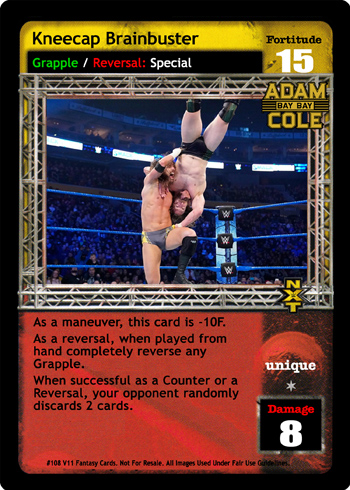 Kneecap Brainbuster
Fortitude
15
Grapple / Reversal: Special
ADAM
BAY BAY
COLE
W
W
W
NXT
As a maneuver, this card is -10F.
As a reversal, when played from
hand completely reverse any
Grapple.
When successful as a Counter or a
Reversal, your opponent randomly
discards 2 cards.
unique
Damage
8
#108 V11 Fantasy Cards. Not For Resale. All Images Used Under Fair Use Guidelines.